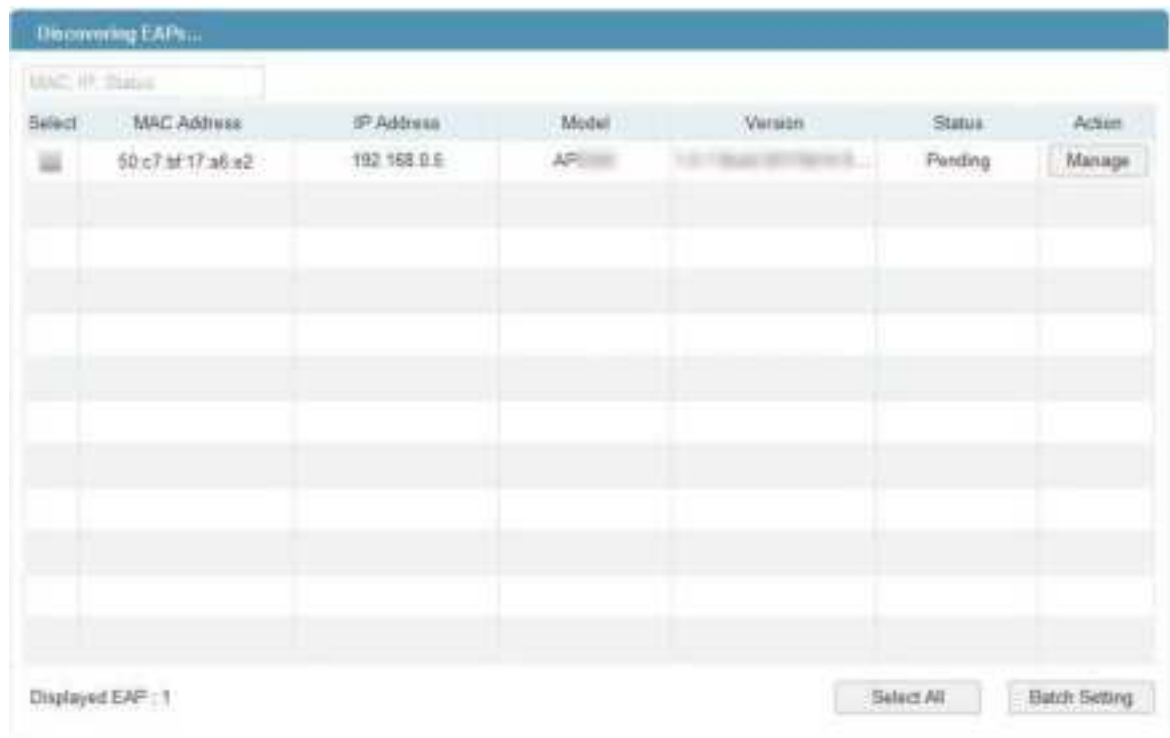 Discovering EAPs...
MAC, IP, Status
Select MAC Address IP Address Model Version Status Action
50:c7:bf:17:a6:e2 192.168.0.6 AP Pending Manage
Displayed EAP : 1
Select All Batch Setting